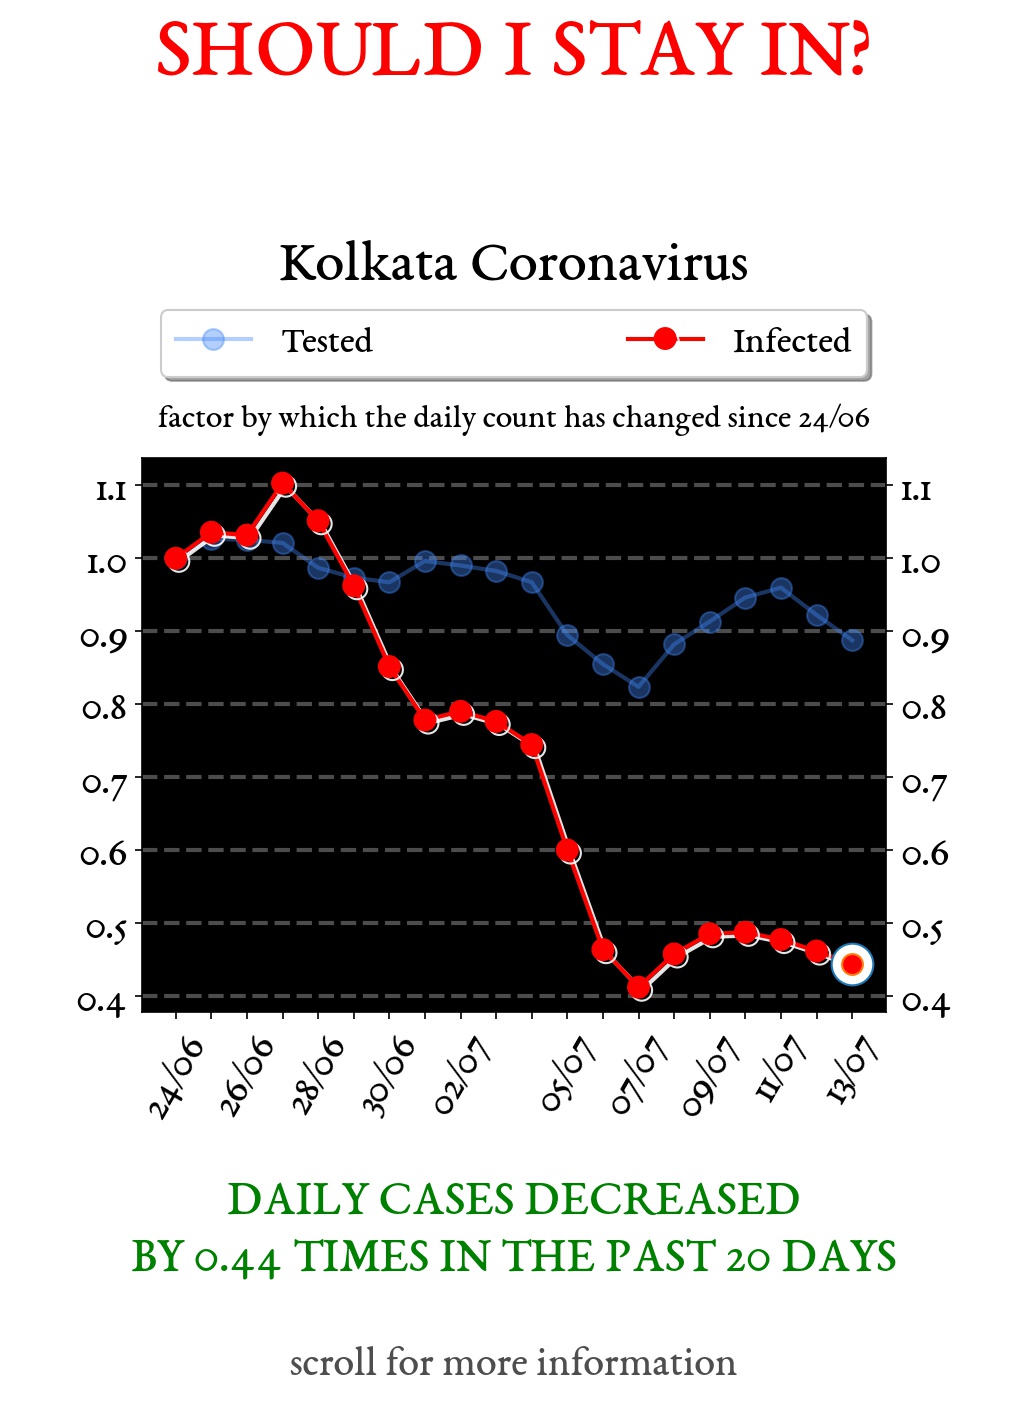 SHOULD I STAY IN?
Kolkata Coronavirus
Tested Infected
factor by which the daily count has changed since 24/06
1.1 1.1
1.0 1.0
0.9 0.9
0.8 0.8
0.7 0.7
0.6 0.6
0.5 0.5
0.4 0.4
24/06 26/06 28/06 30/06 02/07 05/07 07/07 09/07 11/07 13/07
DAILY CASES DECREASED
BY 0.44 TIMES IN THE PAST 20 DAYS
scroll for more information